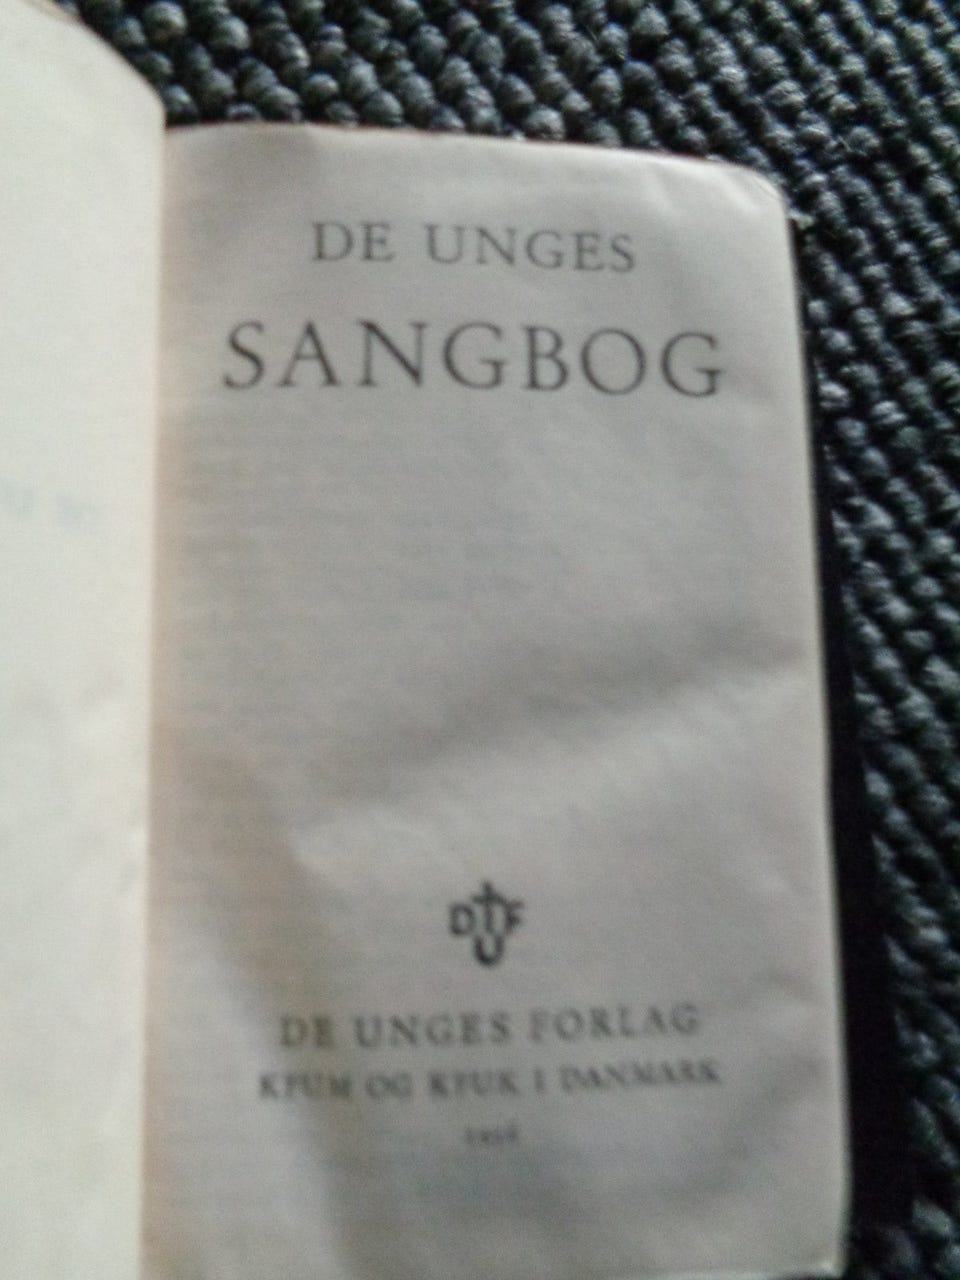 DE UNGES
SANGBOG
DUF
DE UNGES FORLAG
KFUM OG KFUK I DANMARK